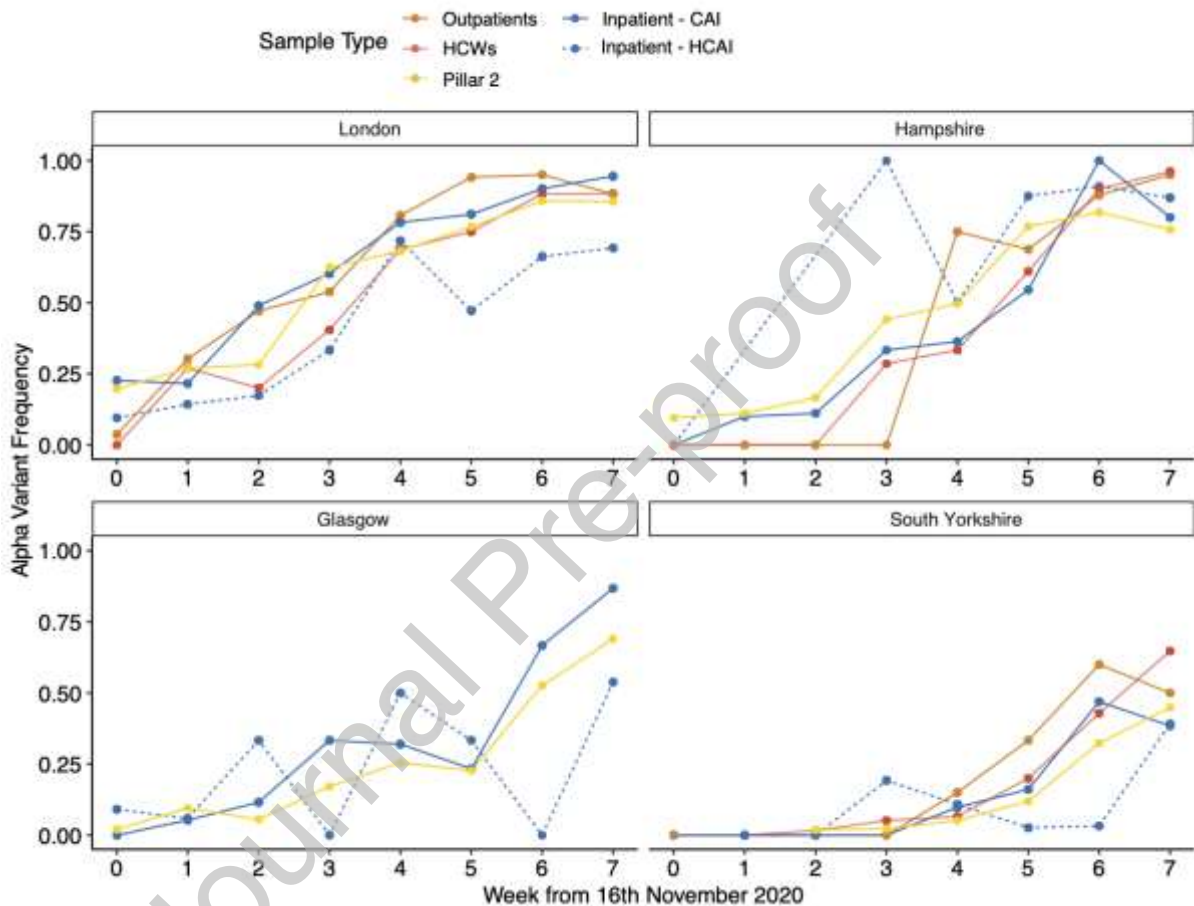 Sample Type
Outpatients
HCWs
Pillar 2
Inpatient - CAI
Inpatient - HCAI
London
Hampshire
1.00
0.75
0.50
0.25
0.00
0 1 2 3 4 5 6 7
0 1 2 3 4 5 6 7
Glasgow
South Yorkshire
1.00
0.75
0.50
0.25
0.00
0 1 2 3 4 5 6 7
0 1 2 3 4 5 6 7
Alpha Variant Frequency
Week from 16th November 2020
Journal Pre-proof